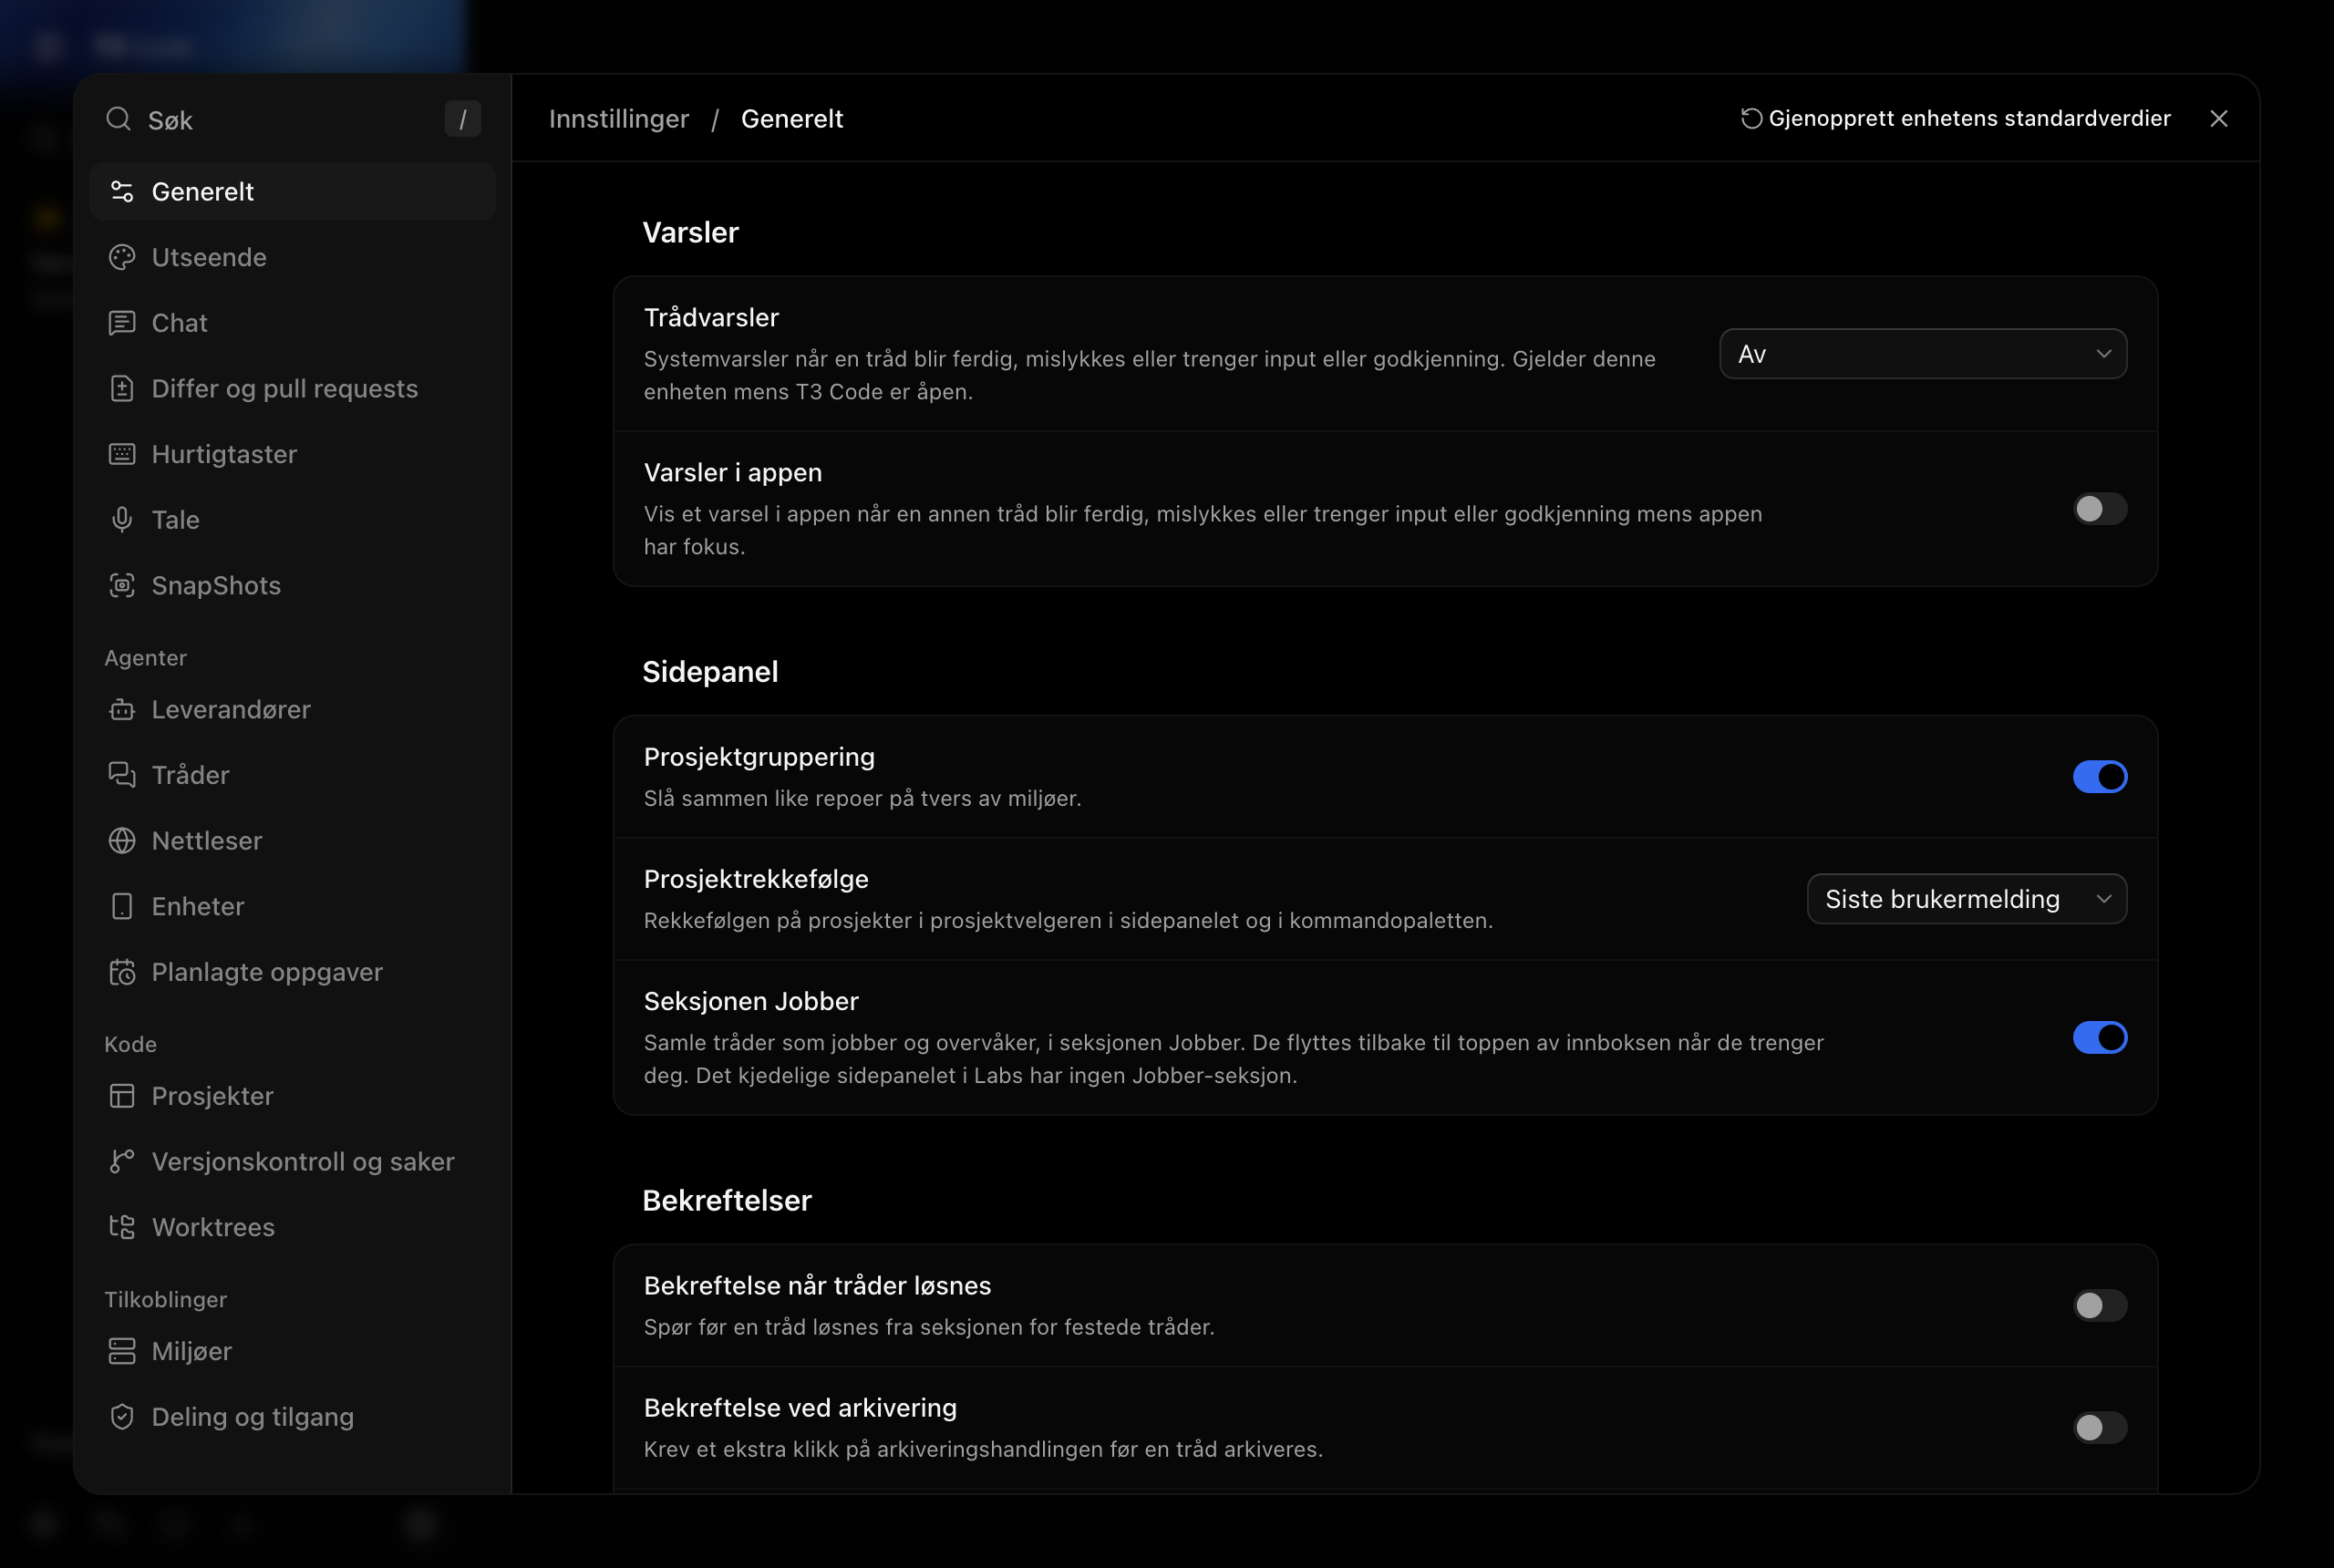 Søk
/
Generelt
Utseende
Chat
Differ og pull requests
Hurtigtaster
Tale
SnapShots
Agenter
Leverandører
Tråder
Nettleser
Enheter
Planlagte oppgaver
Kode
Prosjekter
Versjonskontroll og saker
Worktrees
Tilkoblinger
Miljøer
Deling og tilgang
Innstillinger / Generelt
Gjenopprett enhetens standardverdier
Varsler
Trådvarsler
Systemvarsler når en tråd blir ferdig, mislykkes eller trenger input eller godkjenning. Gjelder denne
enheten mens T3 Code er åpen.
Av
Varsler i appen
Vis et varsel i appen når en annen tråd blir ferdig, mislykkes eller trenger input eller godkjenning mens appen
har fokus.
Sidepanel
Prosjektgruppering
Slå sammen like repoer på tvers av miljøer.
Prosjektrekkefølge
Rekkefølgen på prosjekter i prosjektvelgeren i sidepanelet og i kommandopaletten.
Siste brukermelding
Seksjonen Jobber
Samle tråder som jobber og overvåker, i seksjonen Jobber. De flyttes tilbake til toppen av innboksen når de trenger
deg. Det kjedelige sidepanelet i Labs har ingen Jobber-seksjon.
Bekreftelser
Bekreftelse når tråder løsnes
Spør før en tråd løsnes fra seksjonen for festede tråder.
Bekreftelse ved arkivering
Krev et ekstra klikk på arkiveringshandlingen før en tråd arkiveres.